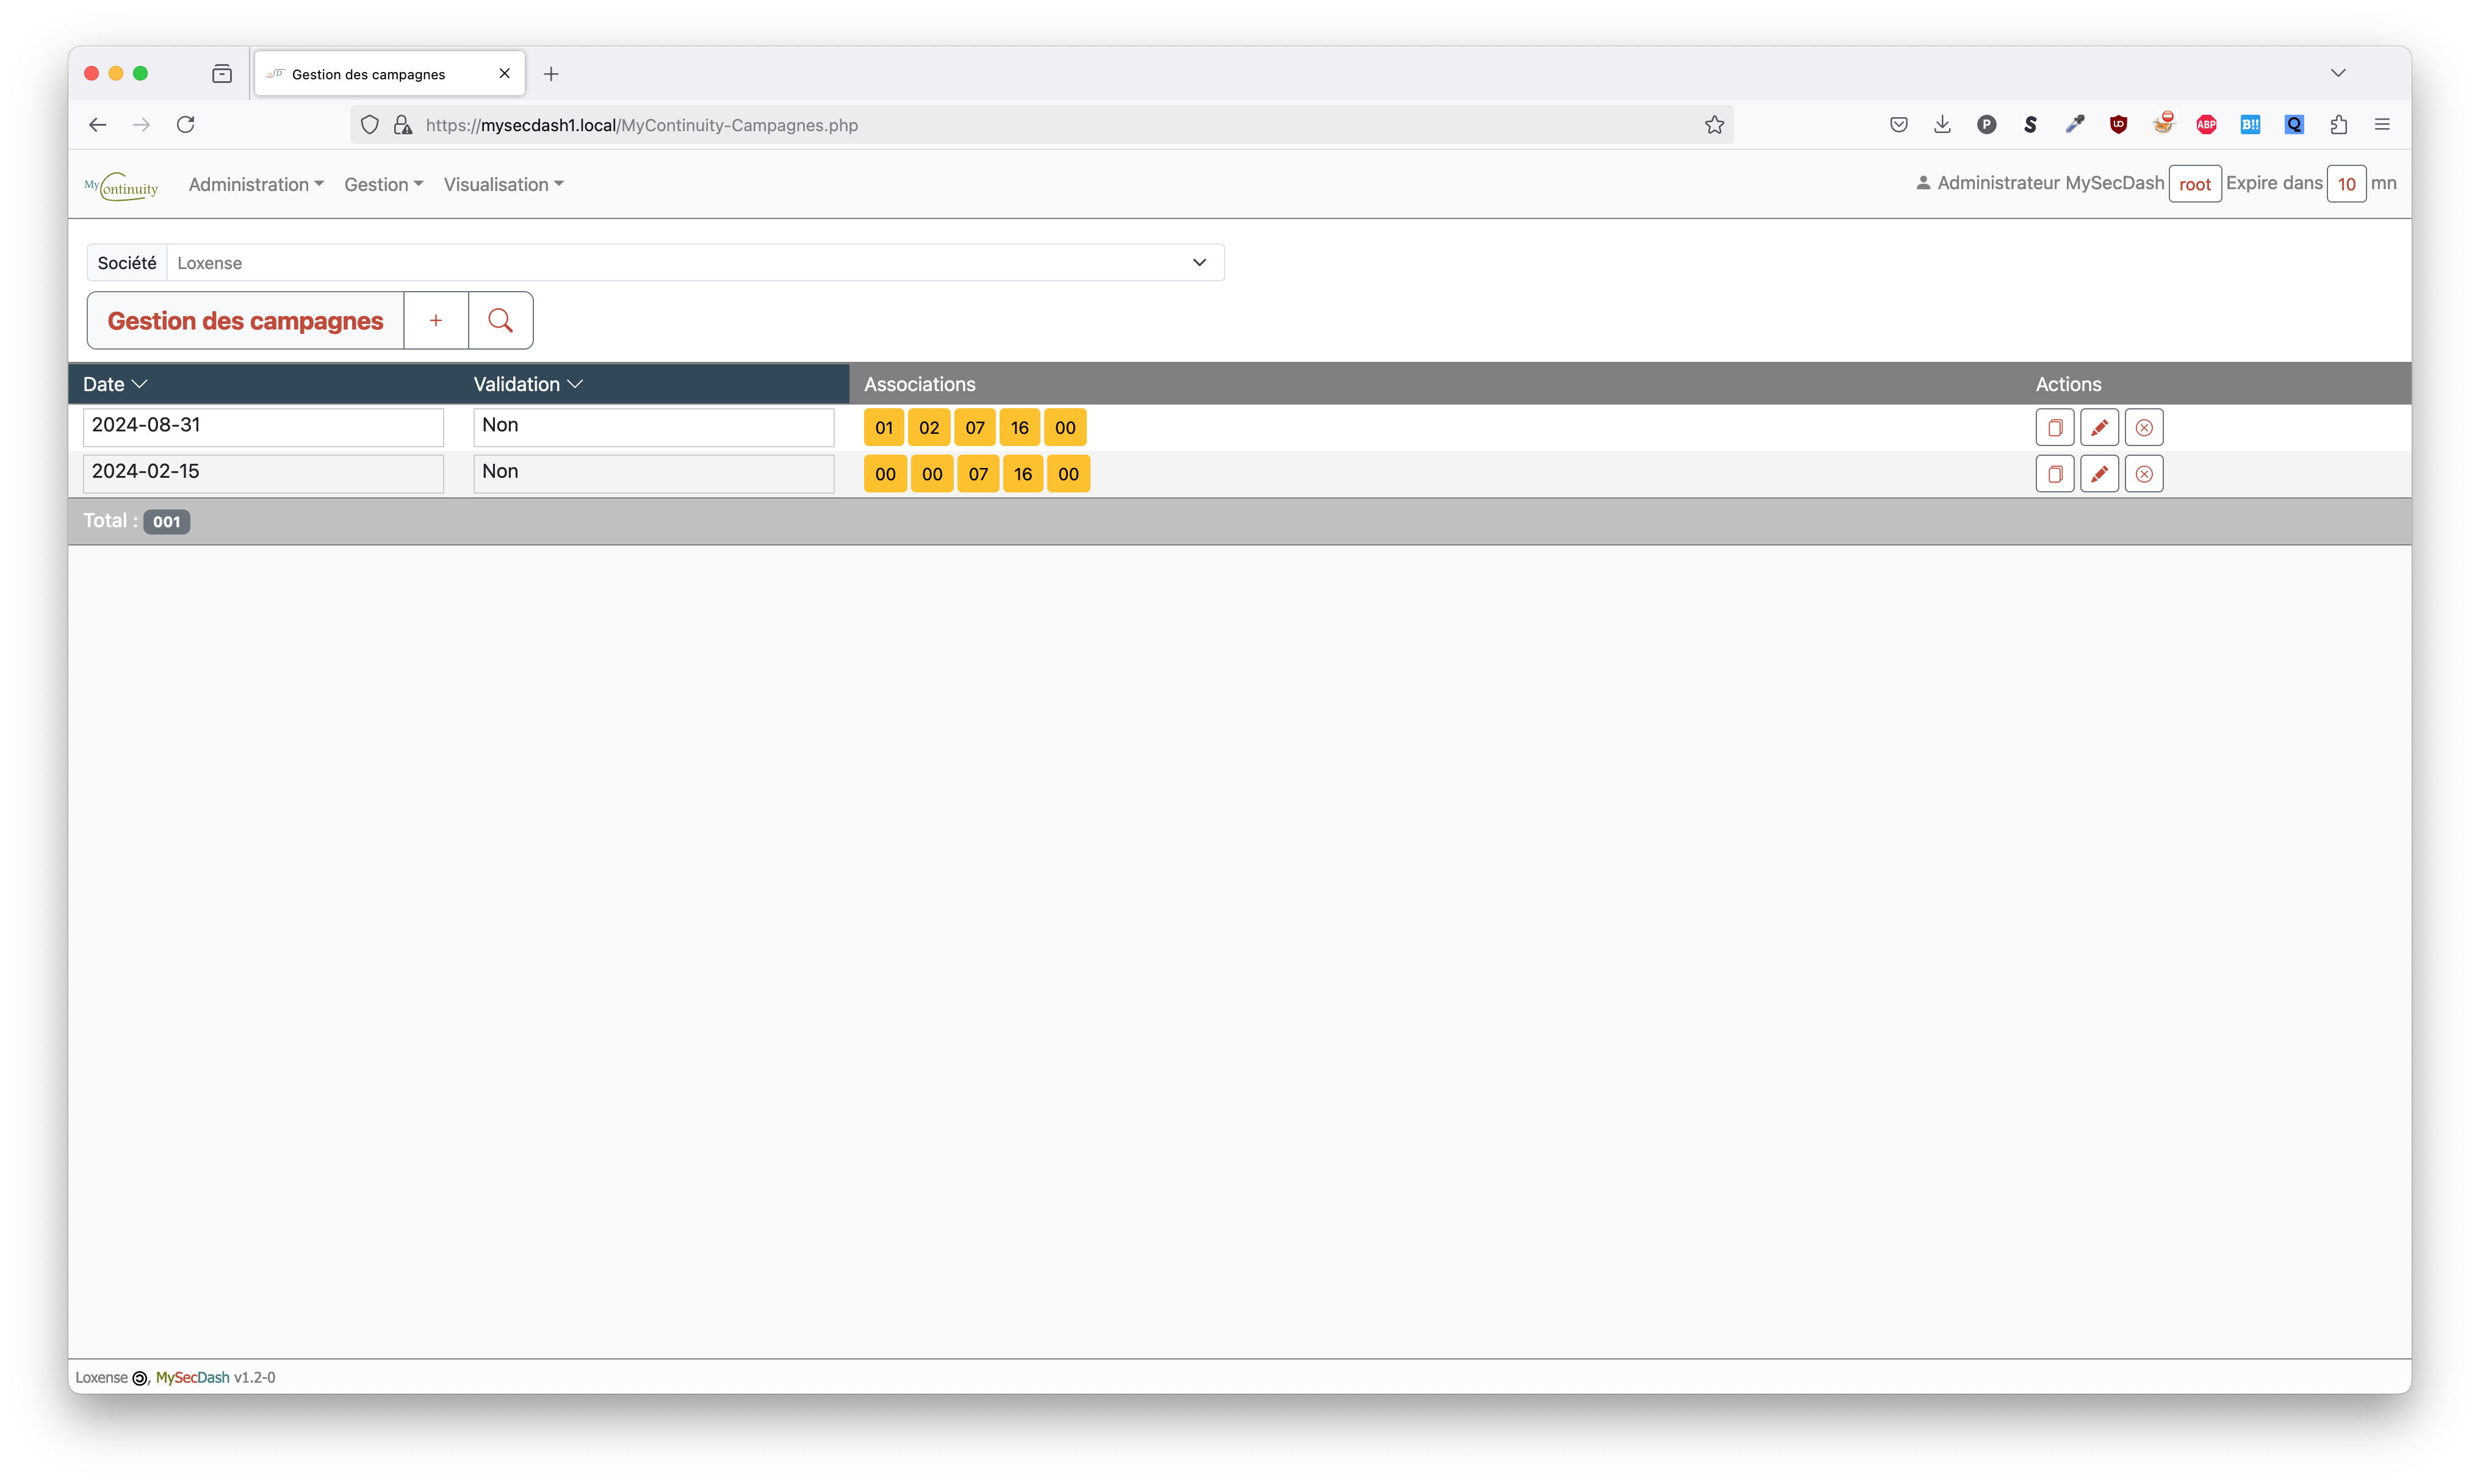 Gestion des campagnes
https://mysecdash1.local/MyContinuity-Campagnes.php
MyContinuity Administration Gestion Visualisation Administrateur MySecDash root Expire dans 10 mn
Société Loxense
Gestion des campagnes +
Date Validation Associations Actions
2024-08-31 Non 01 02 07 16 00
2024-02-15 Non 00 00 07 16 00
Total : 001
Loxense , MySecDash v1.2-0